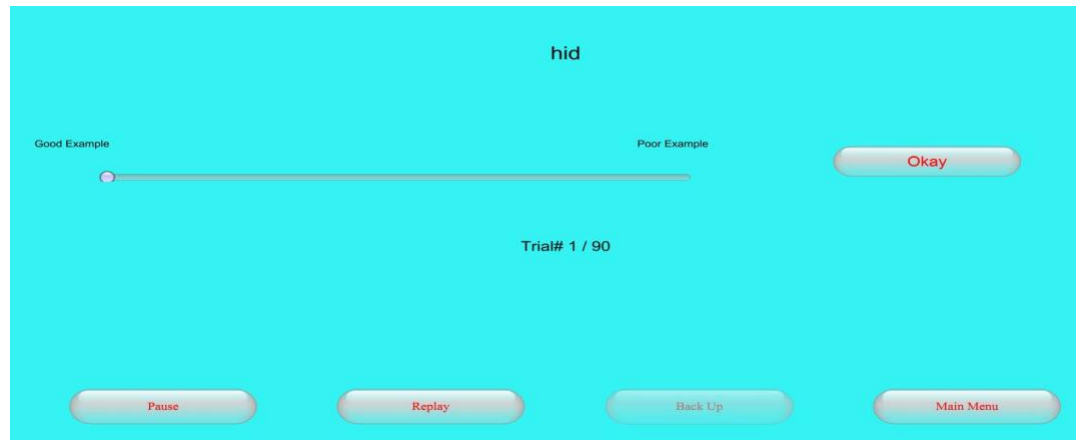 hid
Good Example
Poor Example
Okay
Trial# 1 / 90
Pause
Replay
Back Up
Main Menu